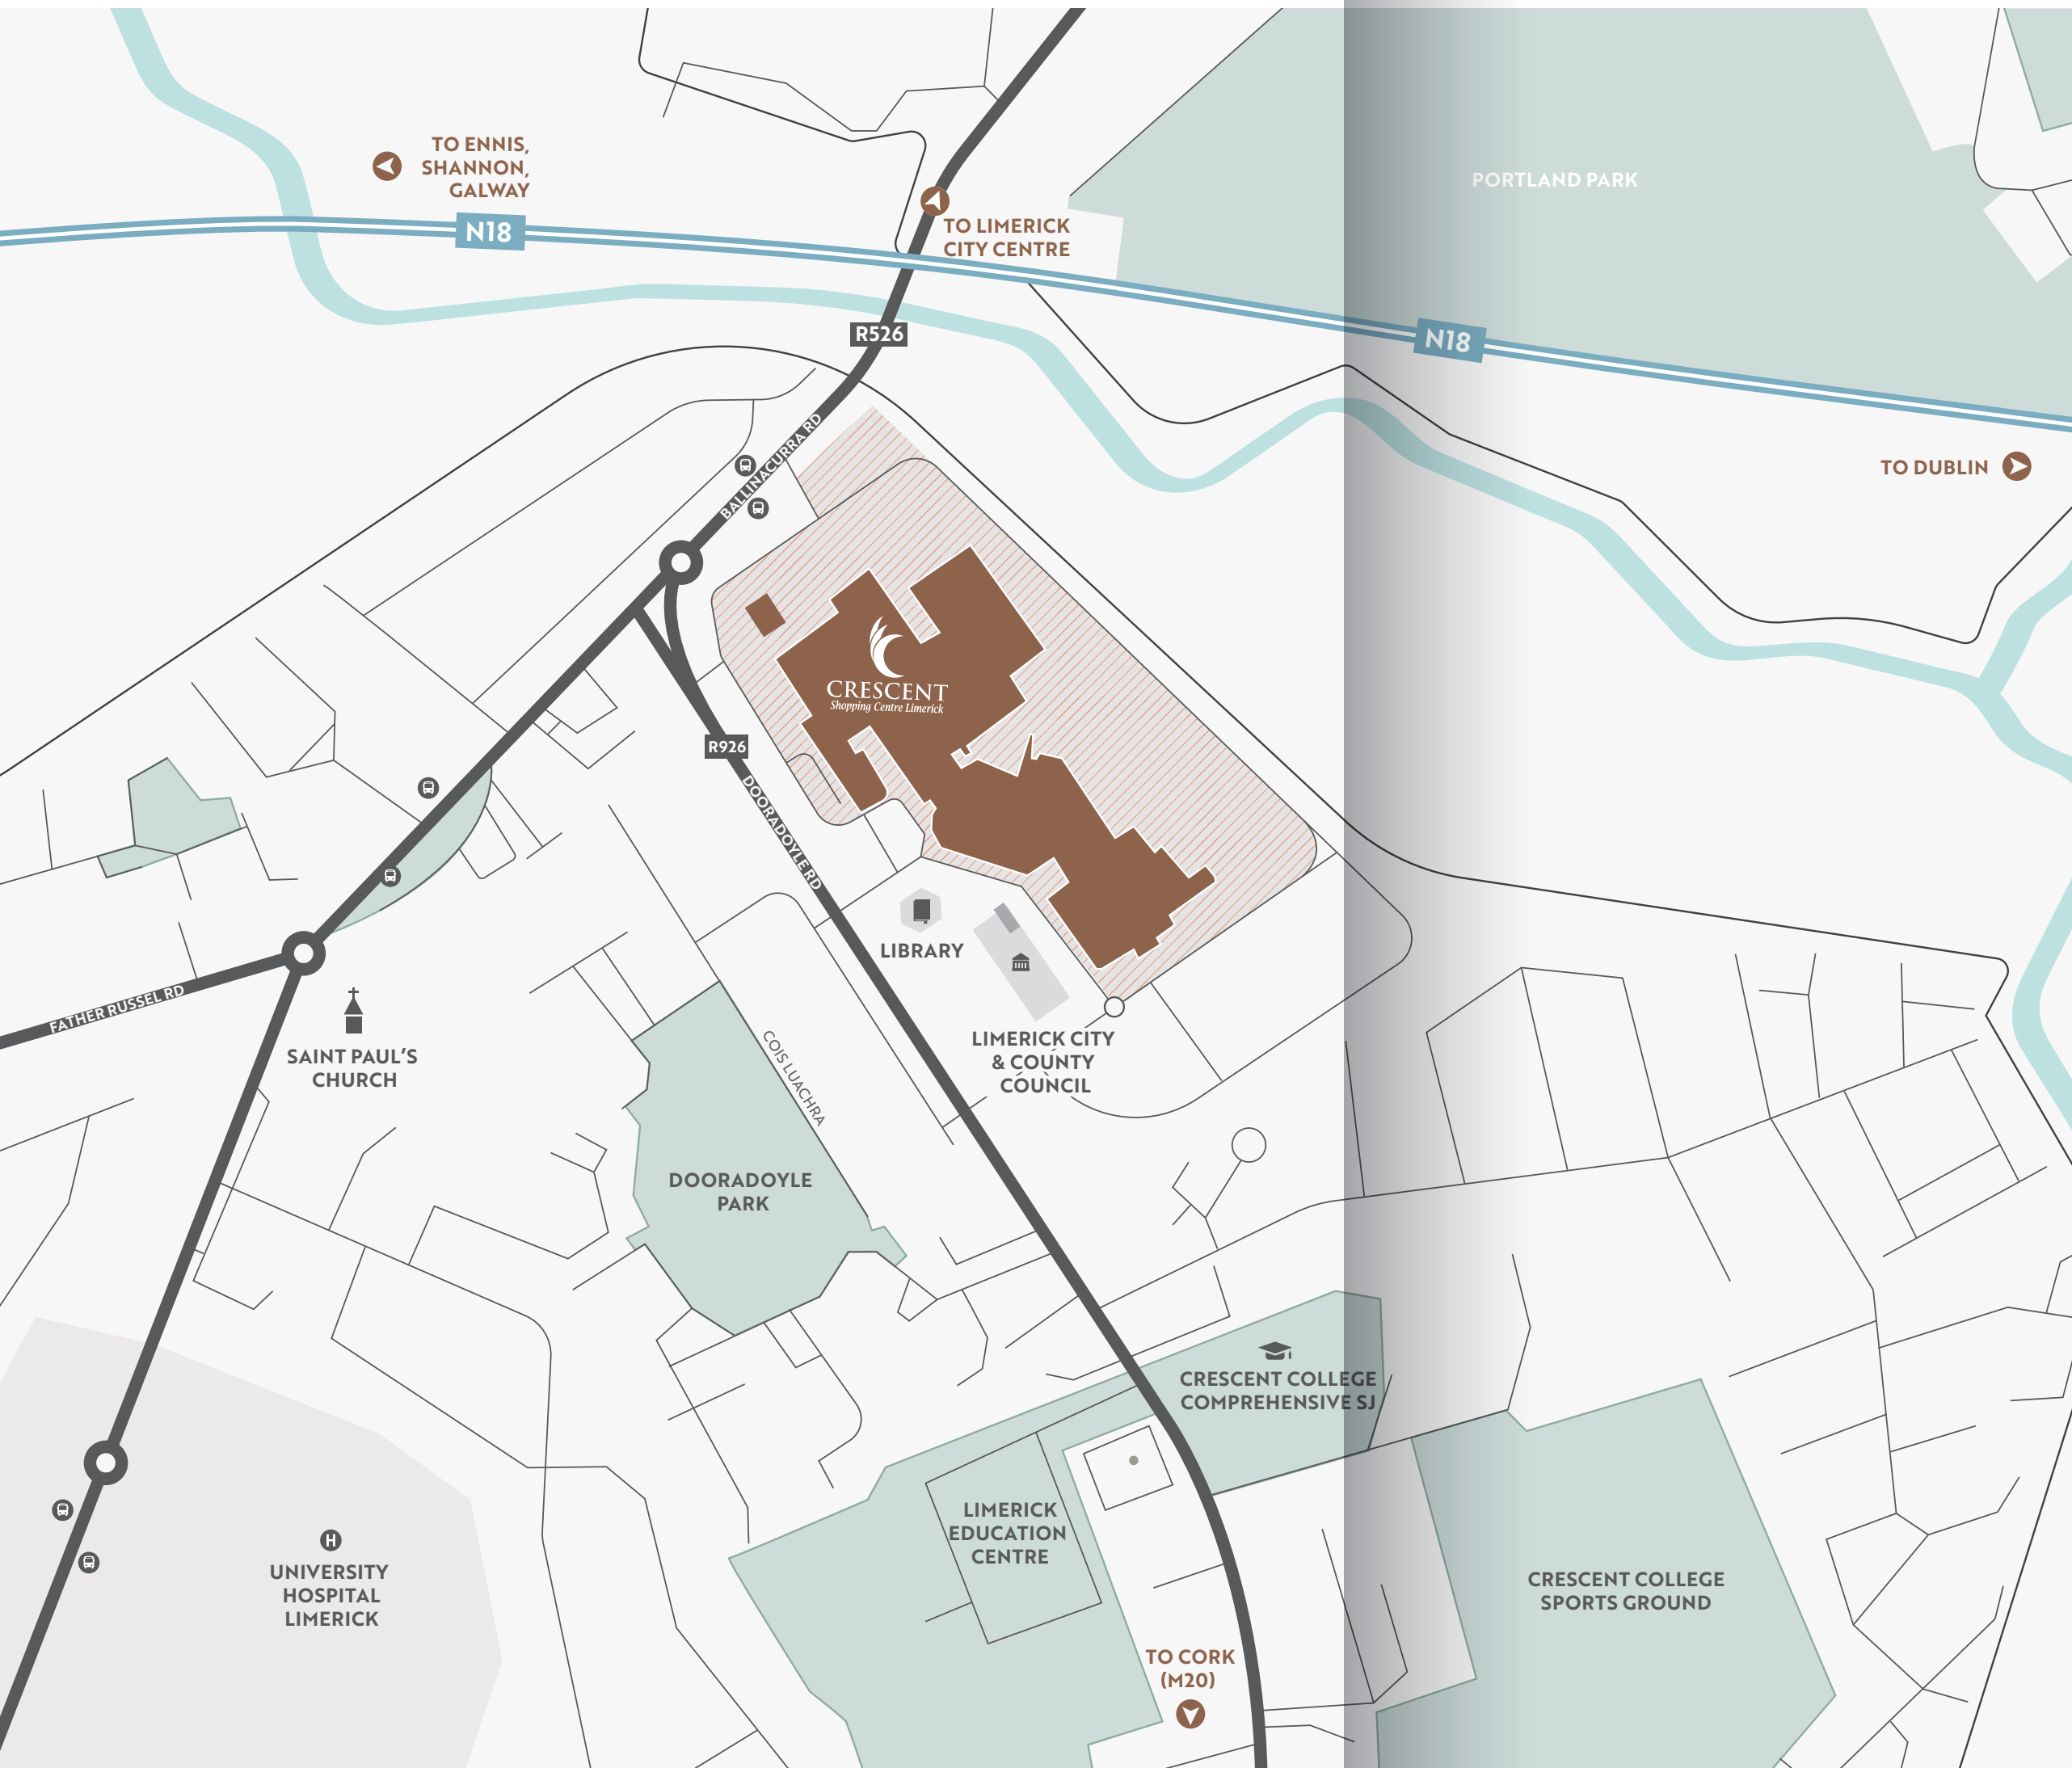 TO ENNIS,
SHANNON,
GALWAY
N18
TO LIMERICK
CITY CENTRE
PORTLAND PARK
R526
N18
TO DUBLIN
BALLINACURRA RD
CRESCENT
Shopping Centre Limerick
R926
DOORADOYLE RD
LIBRARY
FATHER RUSSEL RD
SAINT PAUL'S
CHURCH
LIMERICK CITY
& COUNTY
COUNCIL
COIS LUACHRA
DOORADOYLE
PARK
CRESCENT COLLEGE
COMPREHENSIVE SJ
LIMERICK
EDUCATION
CENTRE
H
UNIVERSITY
HOSPITAL
LIMERICK
CRESCENT COLLEGE
SPORTS GROUND
TO CORK
(M20)